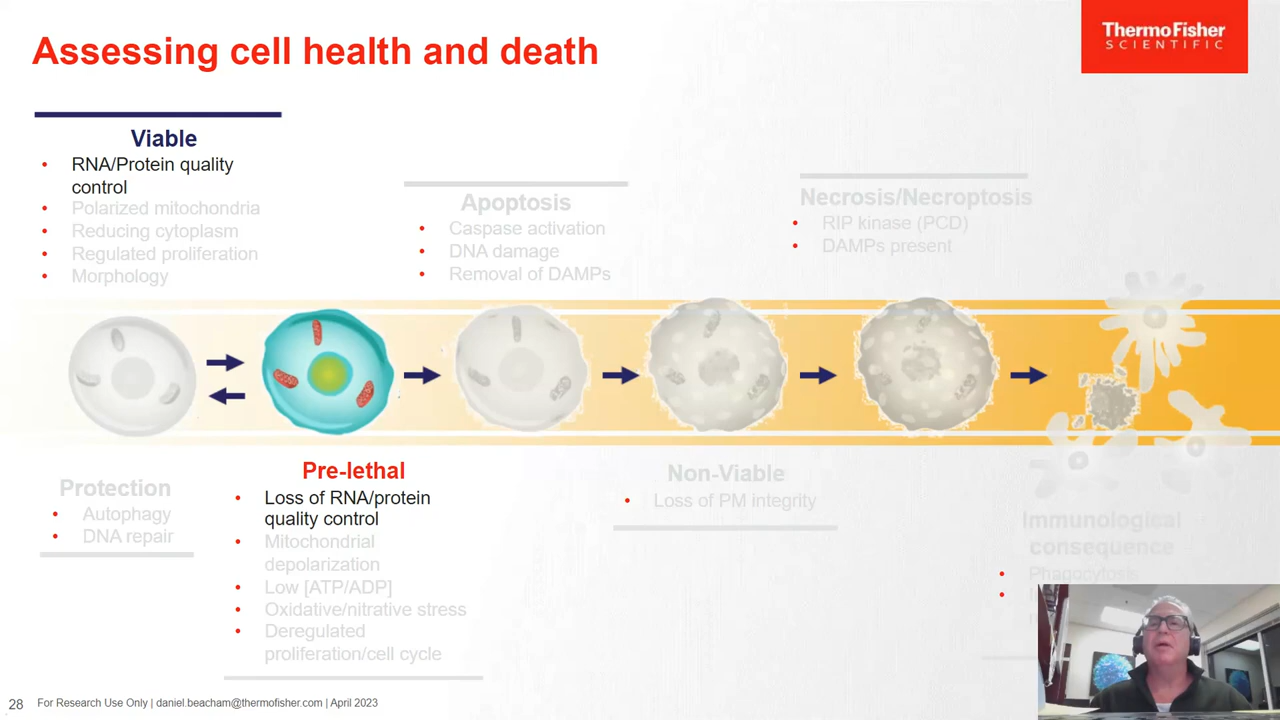 Assessing cell health and death
ThermoFisher
SCIENTIFIC
Viable
RNA/Protein quality
control
Polarized mitochondria
Reducing cytoplasm
Regulated proliferation
Morphology
Apoptosis
Caspase activation
DNA damage
Removal of DAMPs
Necrosis/Necroptosis
RIP kinase (PCD)
DAMPs present
Protection
Autophagy
DNA repair
Pre-lethal
Loss of RNA/protein
quality control
Mitochondrial
depolarization
Low [ATP/ADP]
Oxidative/nitrative stress
Deregulated
proliferation/cell cycle
Non-Viable
Loss of PM integrity
Immunological
consequence
Phagocytosis
28
For Research Use Only | daniel.beacham@thermofisher.com | April 2023